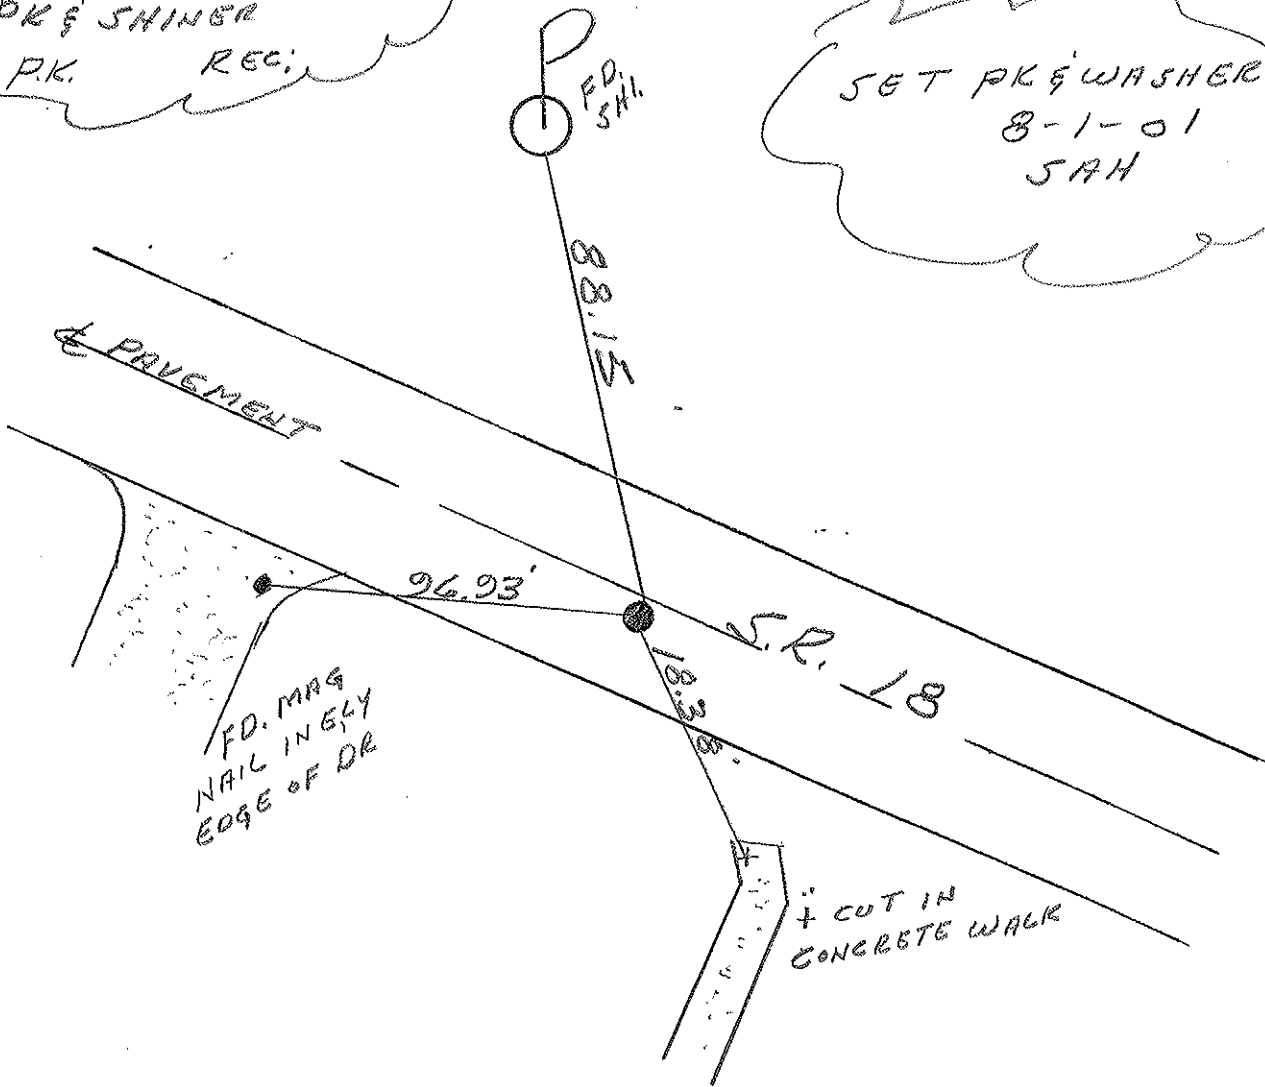 PK & SHINER
P.K. REC:
P
FD.
SHI.
SET PK & WASHER
8-1-01
SAH
88.15
℄ PAVEMENT
96.93'
S.R. 18
18.38'
FD. MAG
NAIL IN ELY
EDGE OF DR
"+" CUT IN
CONCRETE WALK